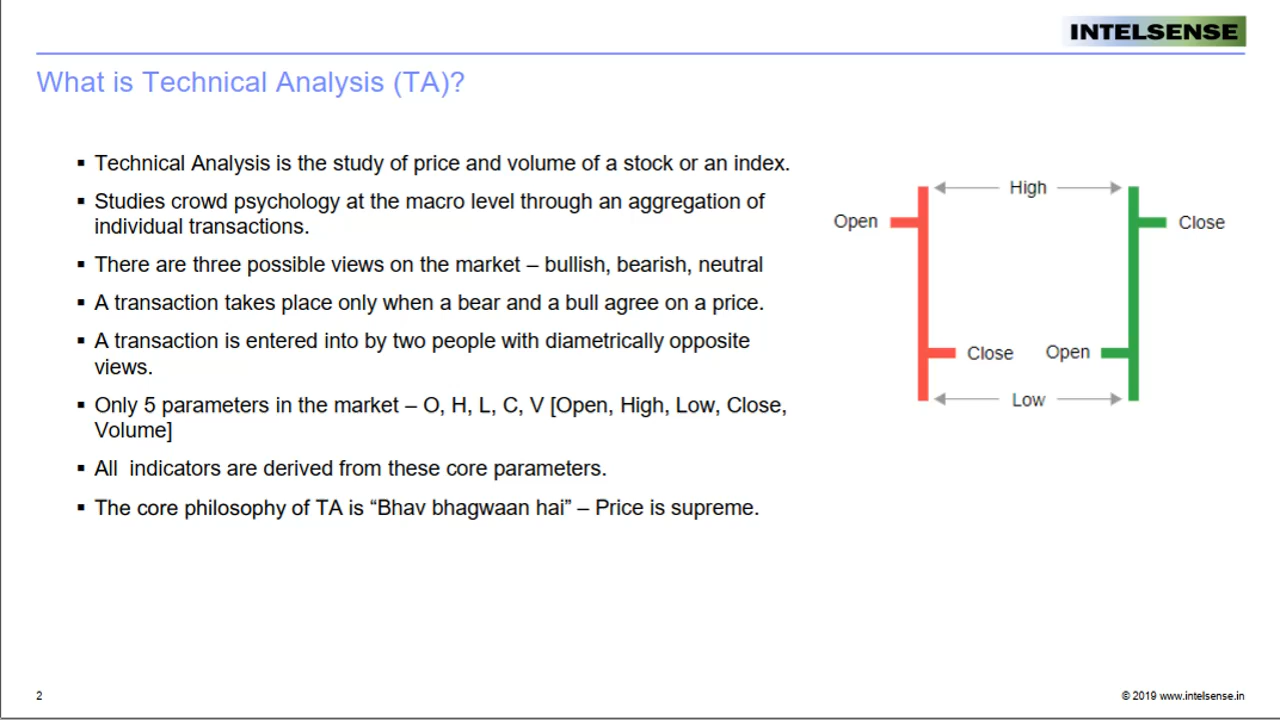 INTELSENSE
What is Technical Analysis (TA)?
▪ Technical Analysis is the study of price and volume of a stock or an index.
▪ Studies crowd psychology at the macro level through an aggregation of
individual transactions.
▪ There are three possible views on the market – bullish, bearish, neutral
▪ A transaction takes place only when a bear and a bull agree on a price.
▪ A transaction is entered into by two people with diametrically opposite
views.
▪ Only 5 parameters in the market – O, H, L, C, V [Open, High, Low, Close,
Volume]
▪ All  indicators are derived from these core parameters.
▪ The core philosophy of TA is “Bhav bhagwaan hai” – Price is supreme.
High
Open
Close
Close
Open
Low
2
© 2019 www.intelsense.in